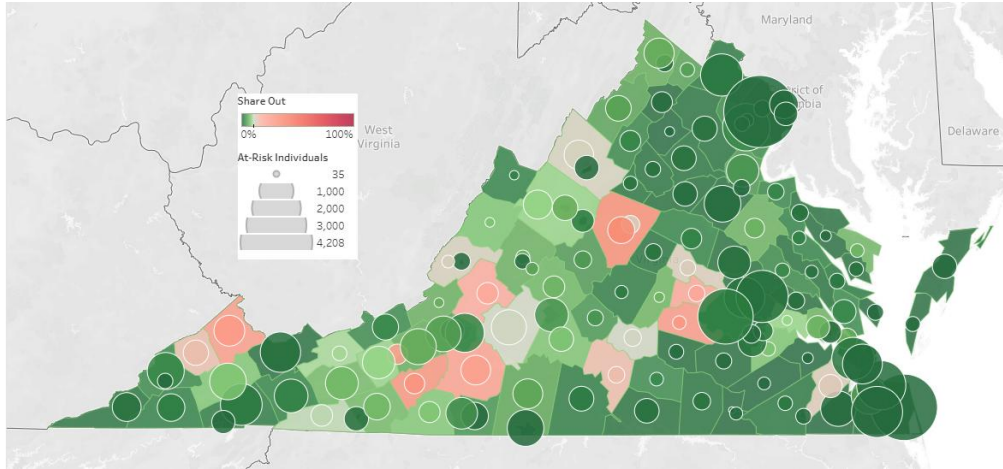 Maryland
Share Out
0%
100%
West
Virginia
At-Risk Individuals
35
1,000
2,000
3,000
4,208
Delaware